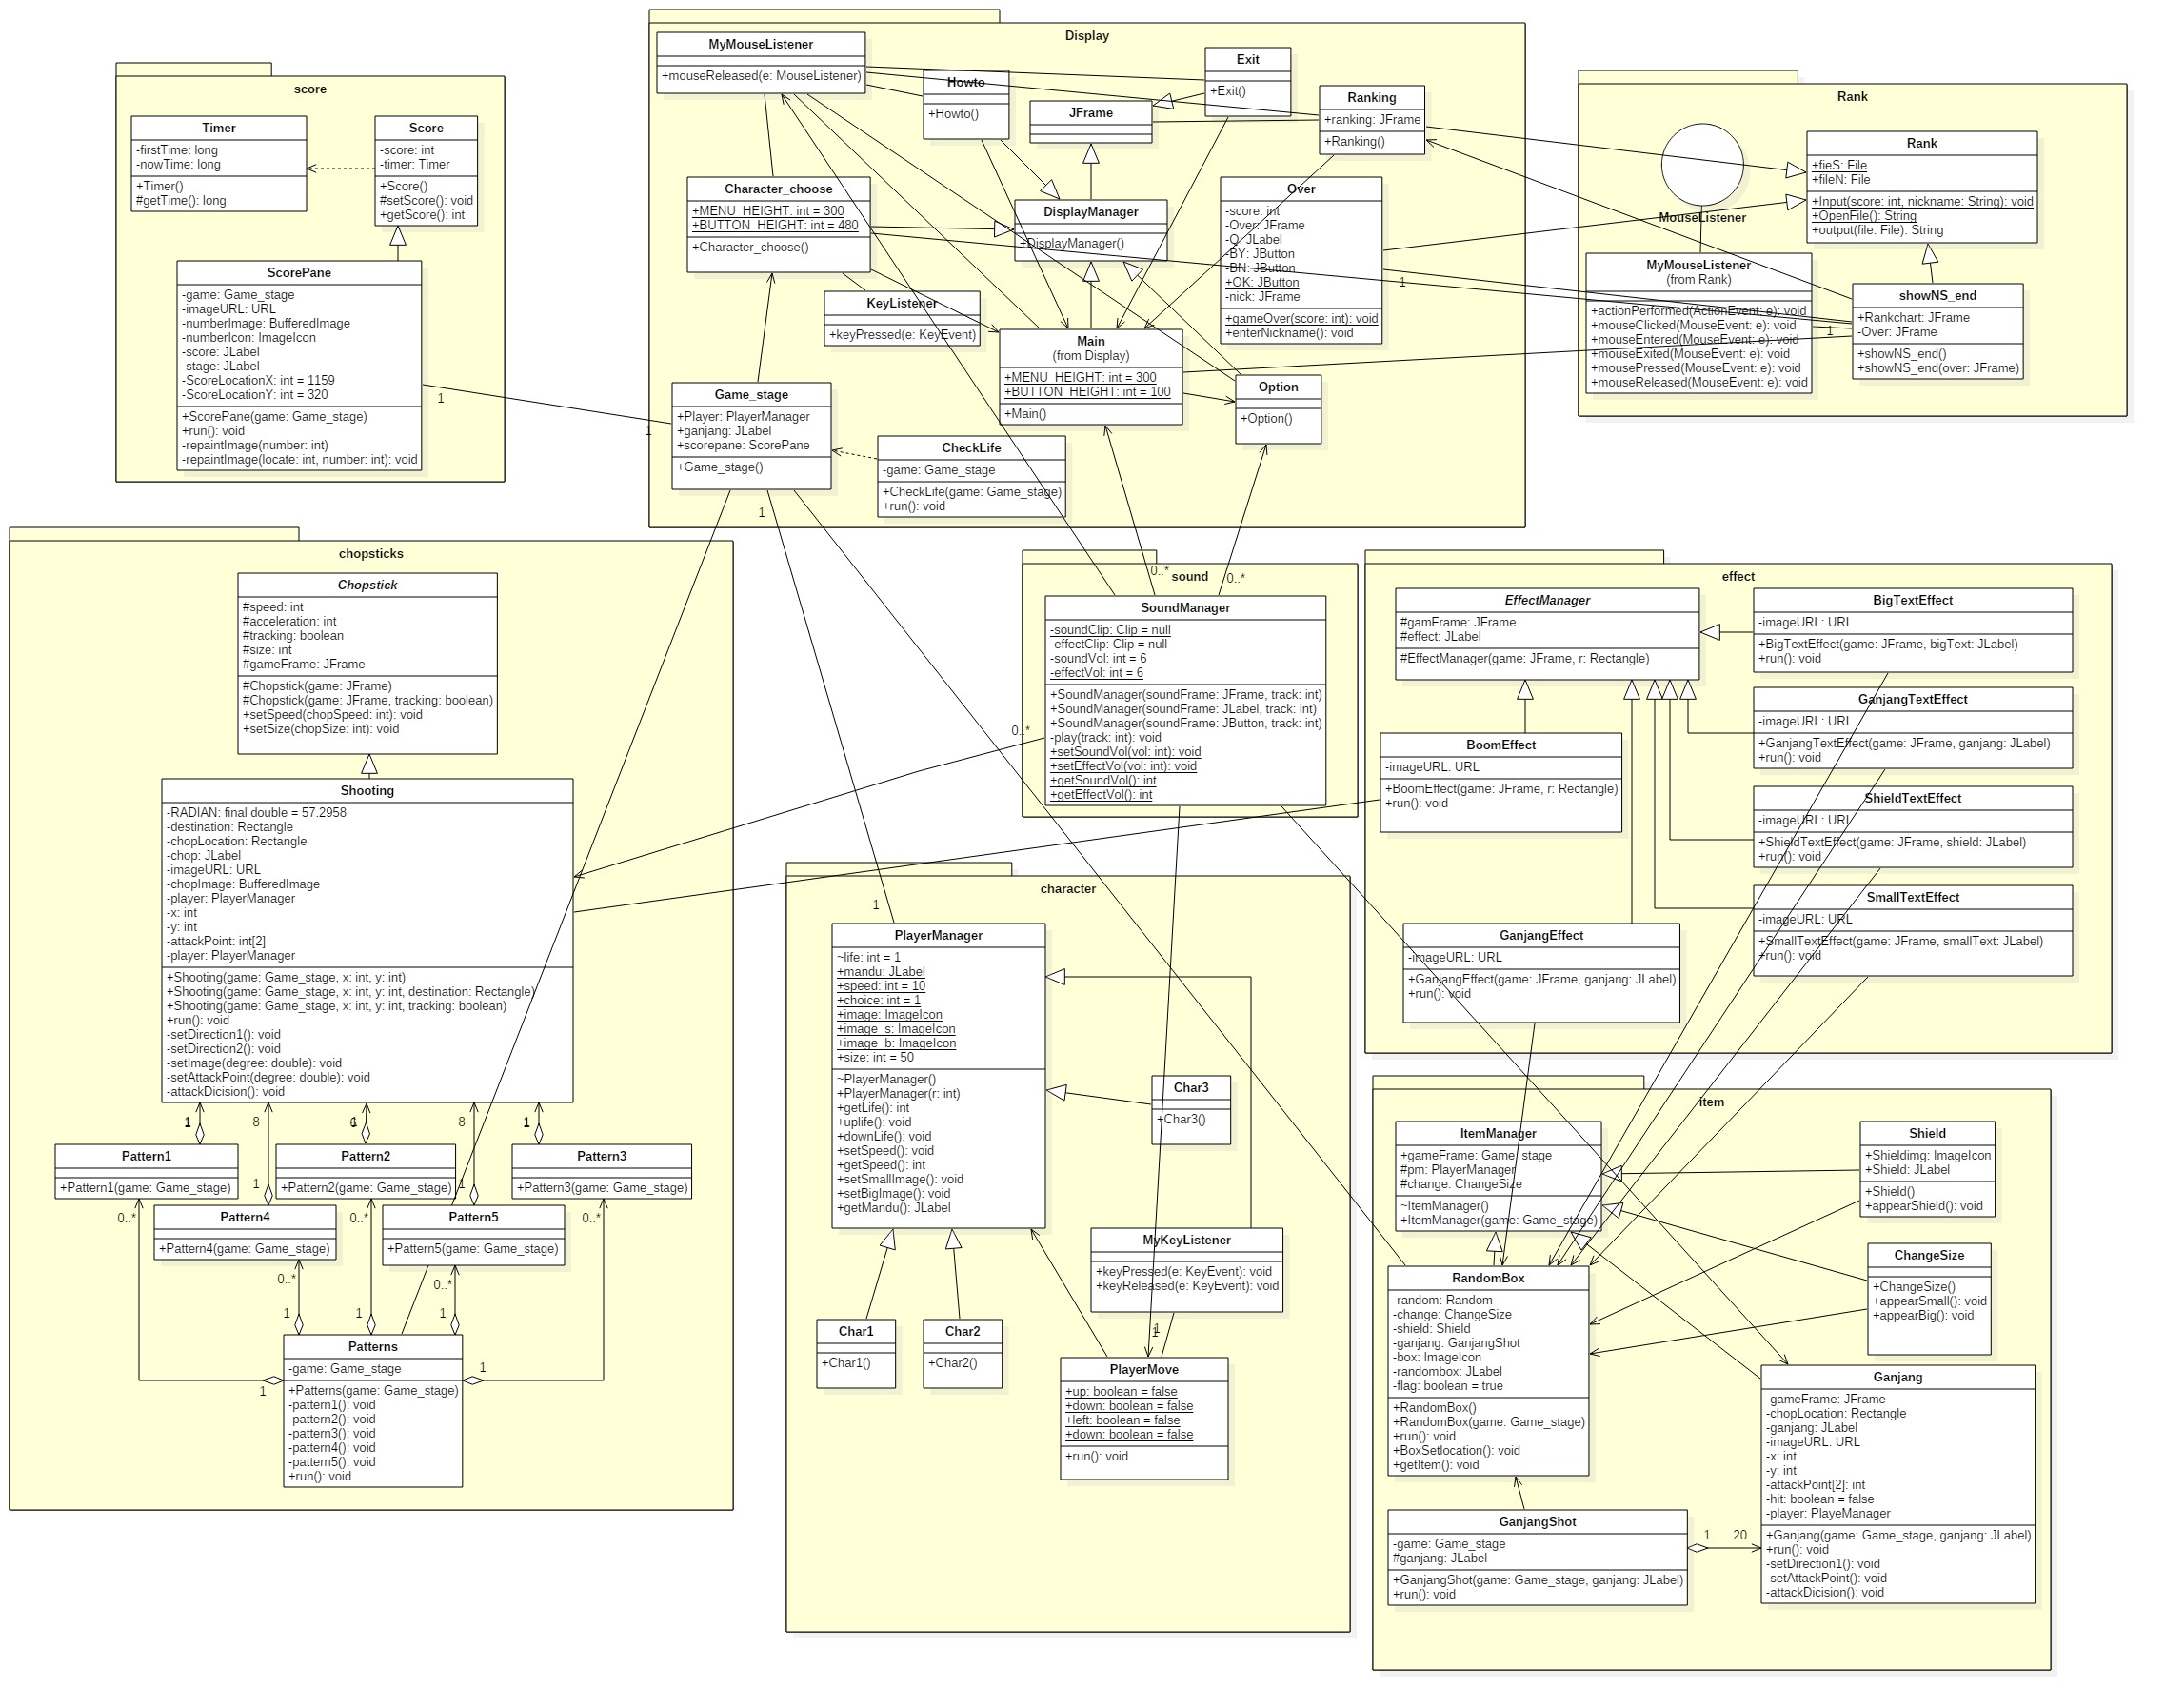 score
Timer
-firstTime: long
-nowTime: long
+Timer()
#getTime(): long
Score
-score: int
-timer: Timer
+Score()
#setScore(): void
+getScore(): int
ScorePane
-game: Game_stage
-imageURL: URL
-numberImage: BufferedImage
-numberIcon: ImageIcon
-score: JLabel
-stage: JLabel
-ScoreLocationX: int = 1159
-ScoreLocationY: int = 320
+ScorePane(game: Game_stage)
+run(): void
-repaintImage(number: int)
-repaintImage(locate: int, number: int): void
1
1
Display
MyMouseListener
+mouseReleased(e: MouseListener)
Howto
+Howto()
JFrame
Exit
+Exit()
Ranking
+ranking: JFrame
+Ranking()
Character_choose
+MENU_HEIGHT: int = 300
+BUTTON_HEIGHT: int = 480
+Character_choose()
DisplayManager
+DisplayManager()
Over
-score: int
-Over: JFrame
-Q: JLabel
-BY: JButton
-BN: JButton
+OK: JButton
-nick: JFrame
+gameOver(score: int): void
+enterNickname(): void
KeyListener
+keyPressed(e: KeyEvent)
Game_stage
+Player: PlayerManager
+ganjang: JLabel
+scorepane: ScorePane
+Game_stage()
CheckLife
-game: Game_stage
+CheckLife(game: Game_stage)
+run(): void
Main
(from Display)
+MENU_HEIGHT: int = 300
+BUTTON_HEIGHT: int = 100
+Main()
Option
+Option()
1
1
Rank
MouseListener
MyMouseListener
(from Rank)
+actionPerformed(ActionEvent: e): void
+mouseClicked(MouseEvent: e): void
+mouseEntered(MouseEvent: e): void
+mouseExited(MouseEvent: e): void
+mousePressed(MouseEvent: e): void
+mouseReleased(MouseEvent: e): void
Rank
+fieS: File
+fileN: File
+Input(score: int, nickname: String): void
+OpenFile(): String
+output(file: File): String
showNS_end
+Rankchart: JFrame
-Over: JFrame
+showNS_end()
+showNS_end(over: JFrame)
1
chopsticks
Chopstick
#speed: int
#acceleration: int
#tracking: boolean
#size: int
#gameFrame: JFrame
#Chopstick(game: JFrame)
#Chopstick(game: JFrame, tracking: boolean)
+setSpeed(chopSpeed: int): void
+setSize(chopSize: int): void
Shooting
-RADIAN: final double = 57.2958
-destination: Rectangle
-chopLocation: Rectangle
-chop: JLabel
-imageURL: URL
-chopImage: BufferedImage
-player: PlayerManager
-x: int
-y: int
-attackPoint: int[2]
-player: PlayerManager
+Shooting(game: Game_stage, x: int, y: int)
+Shooting(game: Game_stage, x: int, y: int, destination: Rectangle)
+Shooting(game: Game_stage, x: int, y: int, tracking: boolean)
+run(): void
-setDirection1(): void
-setDirection2(): void
-setImage(degree: double): void
-setAttackPoint(degree: double): void
-attackDicision(): void
1
8
8
1
Pattern1
+Pattern1(game: Game_stage)
Pattern2
+Pattern2(game: Game_stage)
Pattern3
+Pattern3(game: Game_stage)
1
1
Pattern4
+Pattern4(game: Game_stage)
Pattern5
+Pattern5(game: Game_stage)
0..*
0..*
0..*
0..*
0..*
1
1
1
1
1
Patterns
-game: Game_stage
+Patterns(game: Game_stage)
-pattern1(): void
-pattern2(): void
-pattern3(): void
-pattern4(): void
-pattern5(): void
+run(): void
character
PlayerManager
~life: int = 1
+mandu: JLabel
+speed: int = 10
+choice: int = 1
+image: ImageIcon
+image_s: ImageIcon
+image_b: ImageIcon
+size: int = 50
~PlayerManager()
+PlayerManager(r: int)
+getLife(): int
+uplife(): void
+downLife(): void
+setSpeed(): void
+getSpeed(): int
+setSmallImage(): void
+setBigImage(): void
+getMandu(): JLabel
1
Char1
+Char1()
Char2
+Char2()
Char3
+Char3()
MyKeyListener
+keyPressed(e: KeyEvent): void
+keyReleased(e: KeyEvent): void
PlayerMove
+up: boolean = false
+down: boolean = false
+left: boolean = false
+down: boolean = false
+run(): void
sound
0..*
0..*
0..*
SoundManager
-soundClip: Clip = null
-effectClip: Clip = null
-soundVol: int = 6
-effectVol: int = 6
+SoundManager(soundFrame: JFrame, track: int)
+SoundManager(soundFrame: JLabel, track: int)
+SoundManager(soundFrame: JButton, track: int)
-play(track: int): void
+setSoundVol(vol: int): void
+setEffectVol(vol: int): void
+getSoundVol(): int
+getEffectVol(): int
effect
EffectManager
#gamFrame: JFrame
#effect: JLabel
#EffectManager(game: JFrame, r: Rectangle)
BoomEffect
-imageURL: URL
+BoomEffect(game: JFrame, r: Rectangle)
+run(): void
GanjangEffect
-imageURL: URL
+GanjangEffect(game: JFrame, ganjang: JLabel)
+run(): void
BigTextEffect
-imageURL: URL
+BigTextEffect(game: JFrame, bigText: JLabel)
+run(): void
GanjangTextEffect
-imageURL: URL
+GanjangTextEffect(game: JFrame, ganjang: JLabel)
+run(): void
ShieldTextEffect
-imageURL: URL
+ShieldTextEffect(game: JFrame, shield: JLabel)
+run(): void
SmallTextEffect
-imageURL: URL
+SmallTextEffect(game: JFrame, smallText: JLabel)
+run(): void
item
ItemManager
+gameFrame: Game_stage
#pm: PlayerManager
#change: ChangeSize
~ItemManager()
+ItemManager(game: Game_stage)
RandomBox
-random: Random
-change: ChangeSize
-shield: Shield
-ganjang: GanjangShot
-box: ImageIcon
-randombox: JLabel
-flag: boolean = true
+RandomBox()
+RandomBox(game: Game_stage)
+run(): void
+BoxSetlocation(): void
+getItem(): void
GanjangShot
-game: Game_stage
#ganjang: JLabel
+GanjangShot(game: Game_stage, ganjang: JLabel)
+run(): void
1
20
Shield
+Shieldimg: ImageIcon
+Shield: JLabel
+Shield()
+appearShield(): void
ChangeSize
+ChangeSize()
+appearSmall(): void
+appearBig(): void
Ganjang
-gameFrame: JFrame
-chopLocation: Rectangle
-ganjang: JLabel
-imageURL: URL
-x: int
-y: int
-attackPoint[2]: int
-hit: boolean = false
-player: PlayeManager
+Ganjang(game: Game_stage, ganjang: JLabel)
+run(): void
-setDirection1(): void
-setAttackPoint(): void
-attackDicision(): void